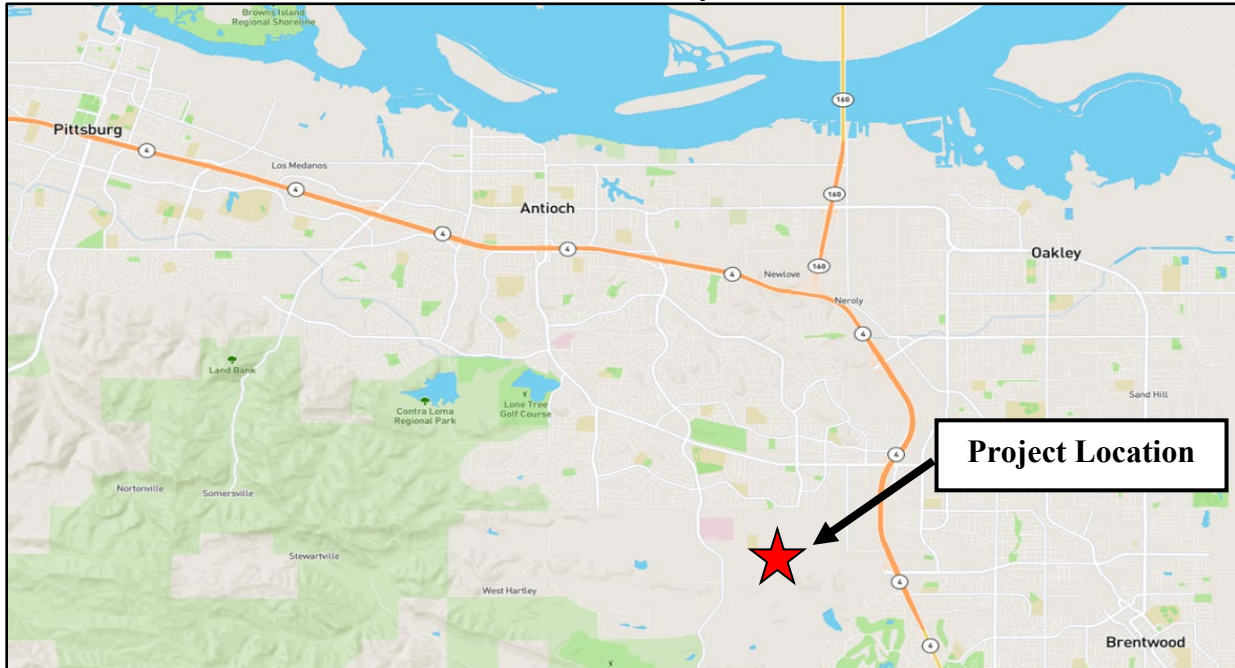 Browns Island
Regional Shoreline
160
Pittsburg
4
Los Medanos
4
160
Antioch
4
4
Oakley
4
Newlove
160
Neroly
4
Land Bank
Contra Loma
Regional Park
Lone Tree
Golf Course
Sand Hill
Project Location
4
Nortonville
Somersville
Stewartville
West Hartley
4
Brentwood
4